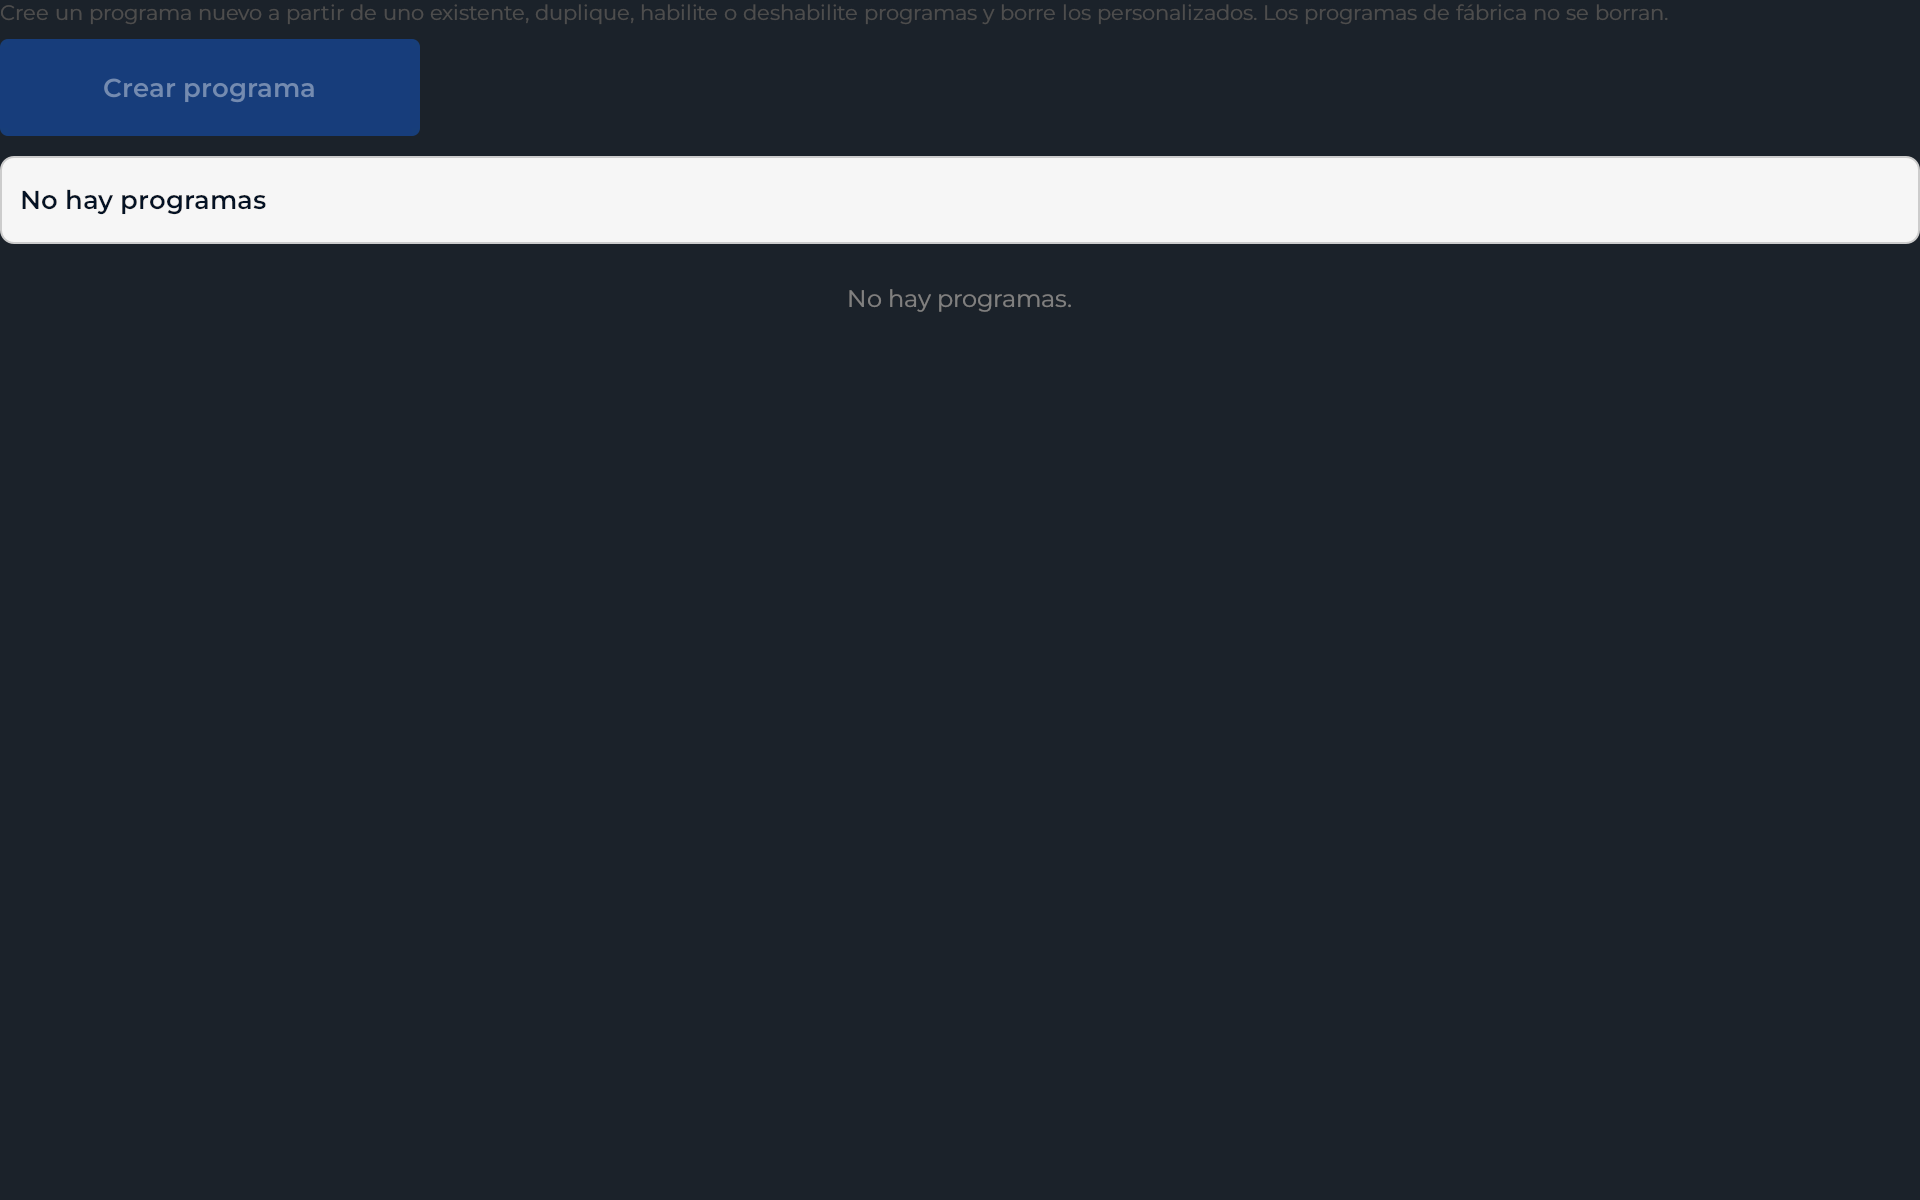 Cree un programa nuevo a partir de uno existente, duplique, habilite o deshabilite programas y borre los personalizados. Los programas de fábrica no se borran.
Crear programa
No hay programas
No hay programas.